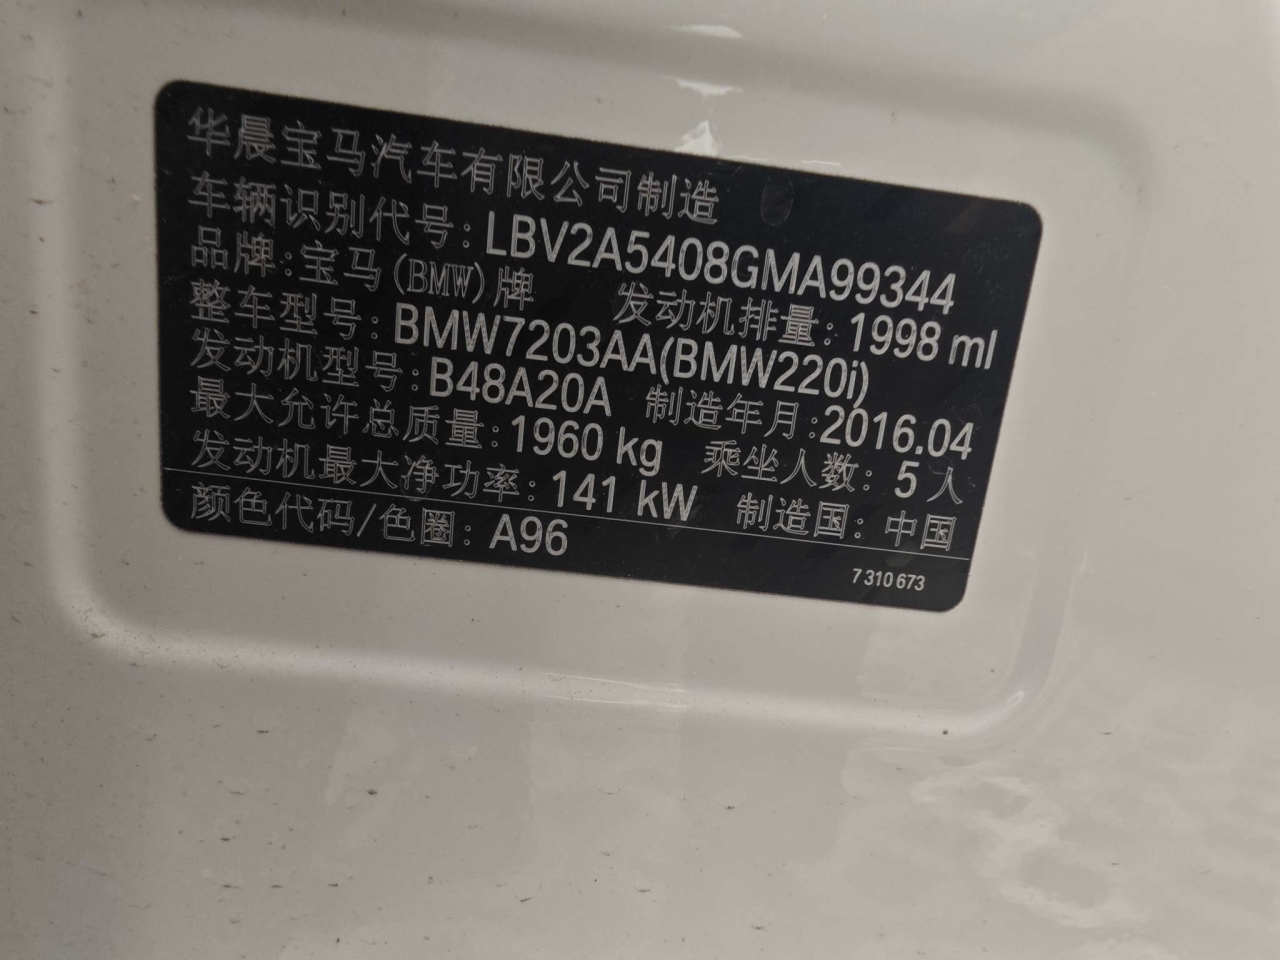 华晨宝马汽车有限公司制造
车辆识别代号: LBV2A5408GMA99344
品牌: 宝马(BMW)牌 发动机排量: 1998 ml
整车型号: BMW7203AA(BMW220i)
发动机型号: B48A20A 制造年月: 2016.04
最大允许总质量: 1960 kg 乘坐人数: 5 人
发动机最大净功率: 141 kW 制造国: 中国
颜色代码/色圈: A96
7 310 673